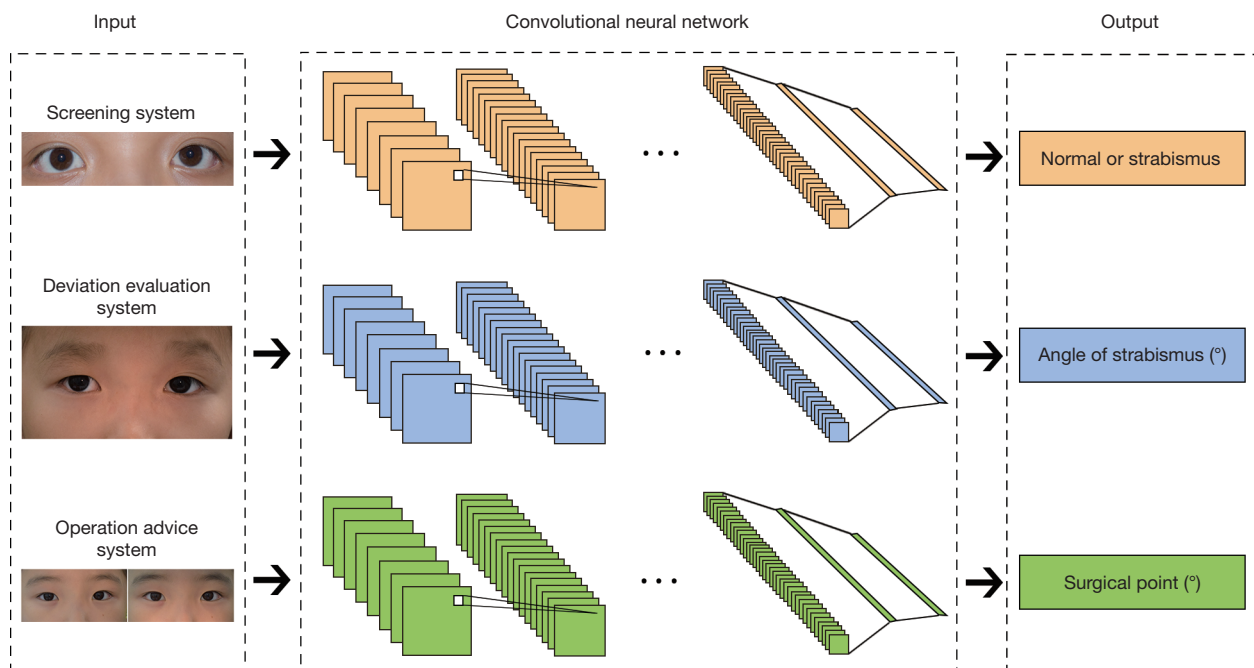 Input
Convolutional neural network
Output
Screening system
Normal or strabismus
Deviation evaluation
system
Angle of strabismus (°)
Operation advice
system
Surgical point (°)